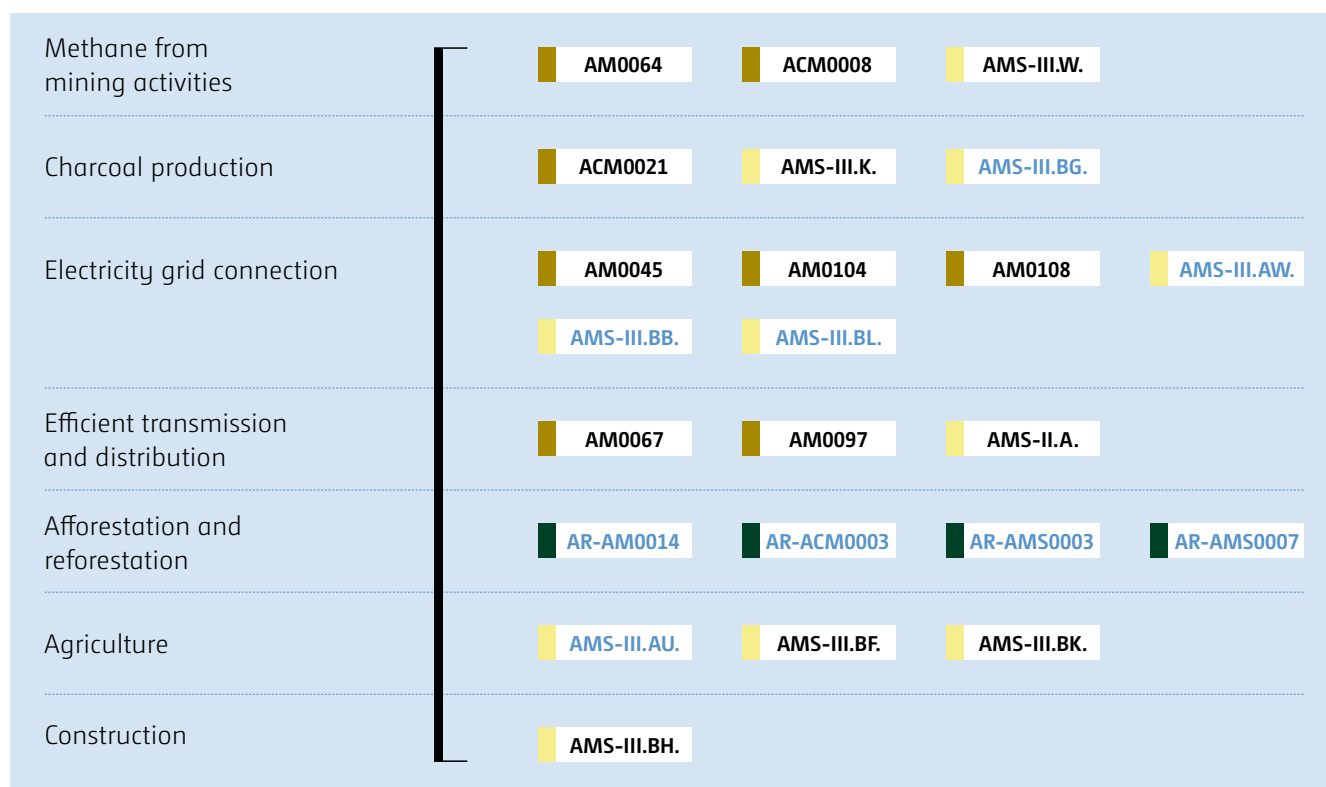 Methane from
mining activities
AM0064 ACM0008 AMS-III.W.
Charcoal production
ACM0021 AMS-III.K. AMS-III.BG.
Electricity grid connection
AM0045 AM0104 AM0108 AMS-III.AW.
AMS-III.BB. AMS-III.BL.
Efficient transmission
and distribution
AM0067 AM0097 AMS-II.A.
Afforestation and
reforestation
AR-AM0014 AR-ACM0003 AR-AMS0003 AR-AMS0007
Agriculture
AMS-III.AU. AMS-III.BF. AMS-III.BK.
Construction
AMS-III.BH.